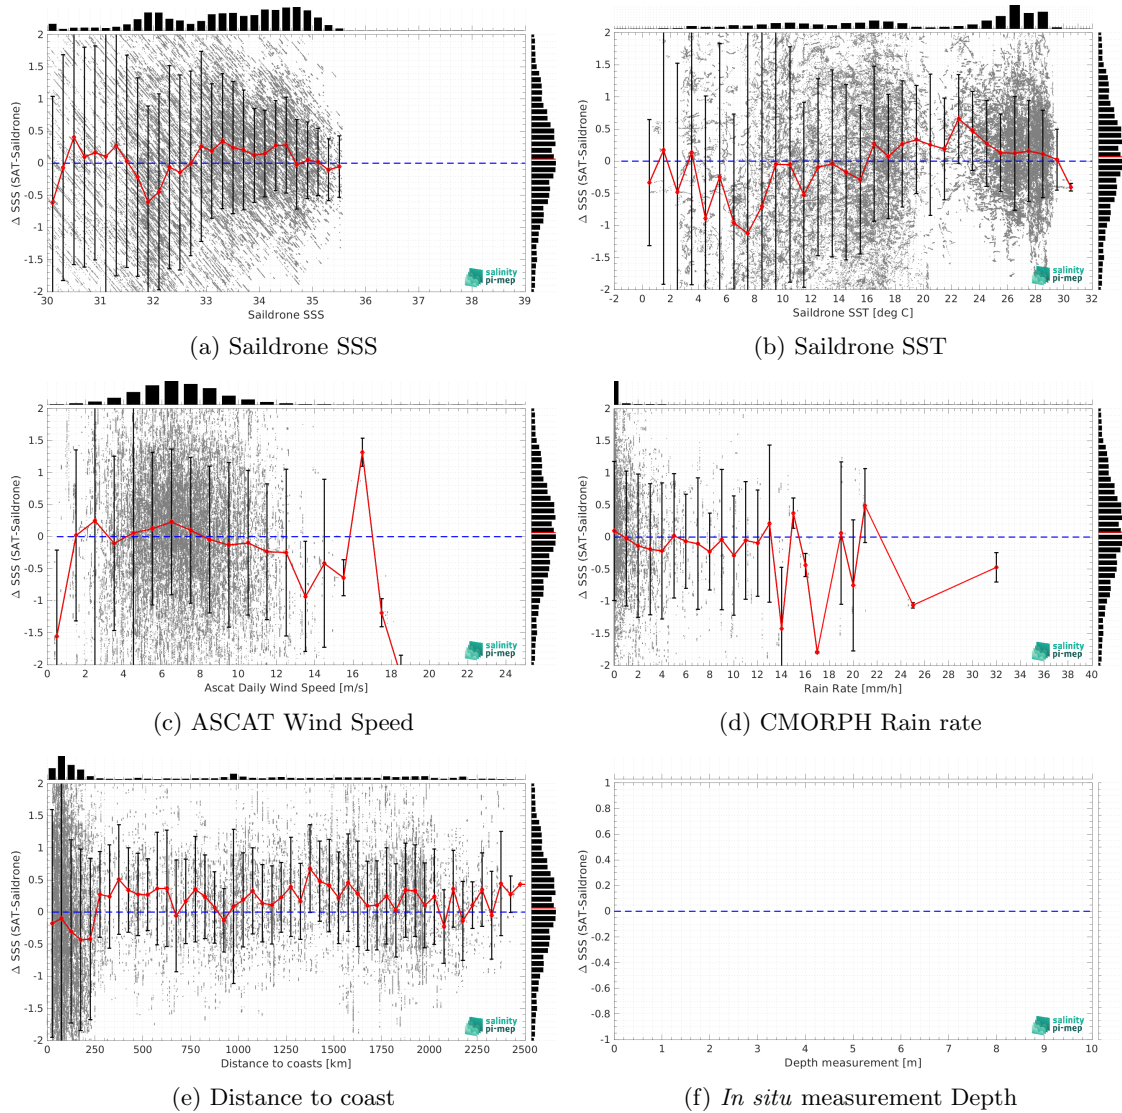 2
1.5
1
0.5
0
-0.5
-1
-1.5
-2
Δ SSS (SAT-Saildrone)
30 31 32 33 34 35 36 37 38 39
Saildrone SSS
salinity
pi-mep
(a) Saildrone SSS
2
1.5
1
0.5
0
-0.5
-1
-1.5
-2
Δ SSS (SAT-Saildrone)
-2 0 2 4 6 8 10 12 14 16 18 20 22 24 26 28 30 32
Saildrone SST [deg C]
salinity
pi-mep
(b) Saildrone SST
2
1.5
1
0.5
0
-0.5
-1
-1.5
-2
Δ SSS (SAT-Saildrone)
0 2 4 6 8 10 12 14 16 18 20 22 24
Ascat Daily Wind Speed [m/s]
salinity
pi-mep
(c) ASCAT Wind Speed
2
1.5
1
0.5
0
-0.5
-1
-1.5
-2
Δ SSS (SAT-Saildrone)
0 2 4 6 8 10 12 14 16 18 20 22 24 26 28 30 32 34 36 38 40
Rain Rate [mm/h]
salinity
pi-mep
(d) CMORPH Rain rate
2
1.5
1
0.5
0
-0.5
-1
-1.5
-2
Δ SSS (SAT-Saildrone)
0 250 500 750 1000 1250 1500 1750 2000 2250 2500
Distance to coasts [km]
salinity
pi-mep
(e) Distance to coast
1
0.8
0.6
0.4
0.2
0
-0.2
-0.4
-0.6
-0.8
-1
Δ SSS (SAT-Saildrone)
0 1 2 3 4 5 6 7 8 9 10
Depth measurement [m]
salinity
pi-mep
(f) In situ measurement Depth